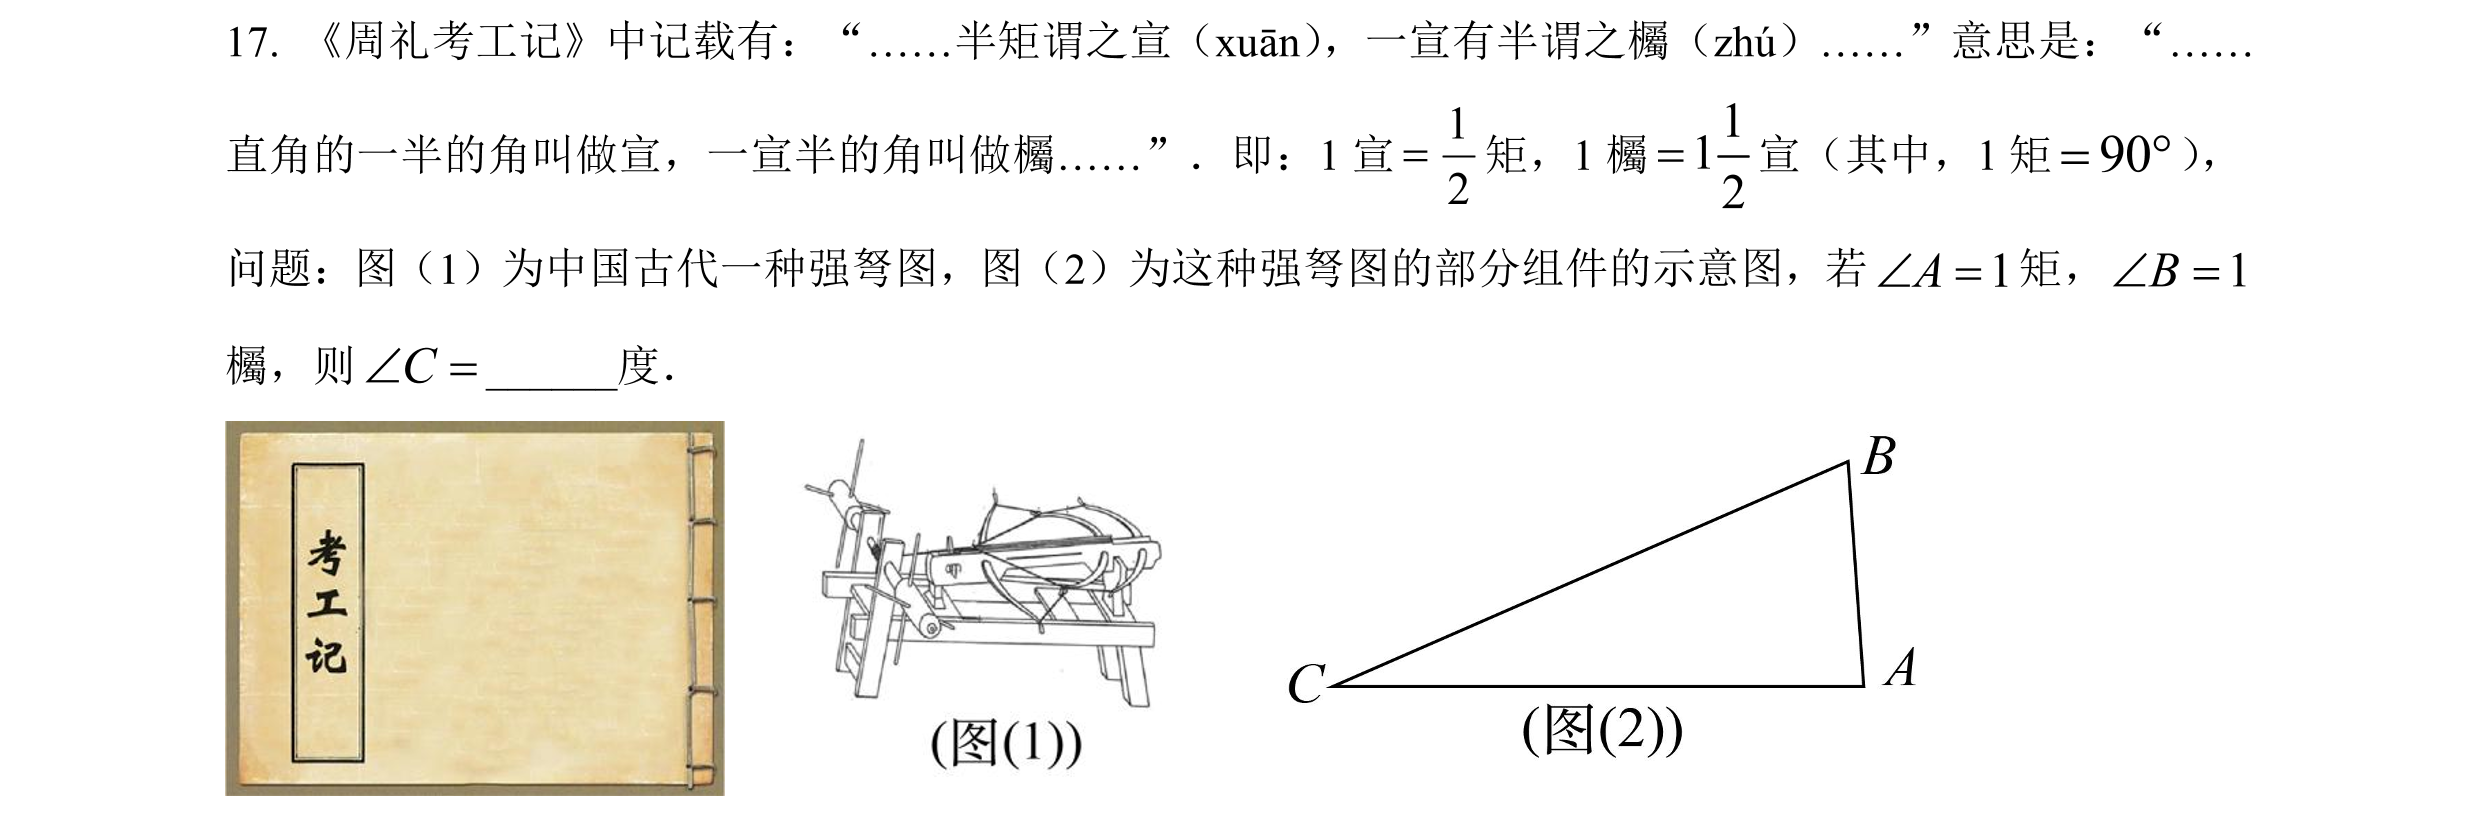 17. 《周礼考工记》中记载有：“……半矩谓之宣（xuān），一宣有半谓之欘（zhú）……”意思是：“……
直角的一半的角叫做宣，一宣半的角叫做欘……”．即：1 宣=1/2矩，1 欘=1 1/2宣（其中，1 矩=90°），
问题：图（1）为中国古代一种强弩图，图（2）为这种强弩图的部分组件的示意图，若∠A=1矩，∠B=1
欘，则∠C=______度．
考工记
(图(1))
B
C
A
(图(2))